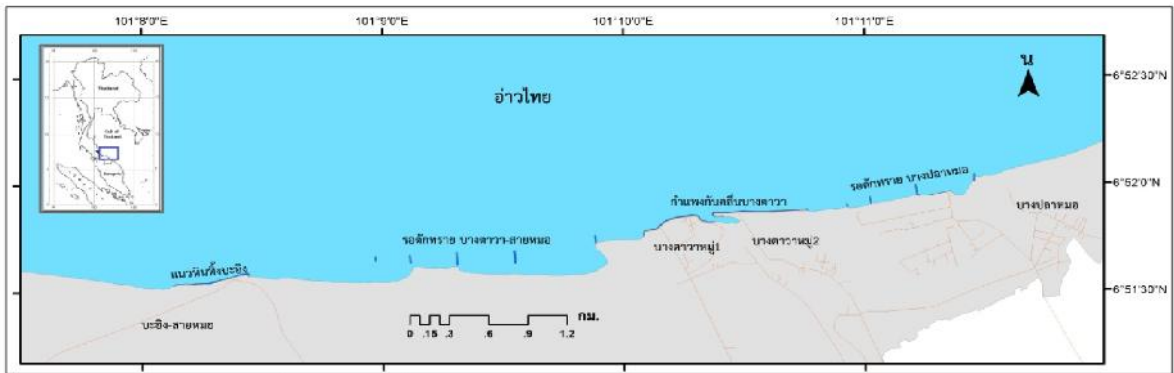 101°8'0"E
101°9'0"E
101°10'0"E
101°11'0"E
Thailand
Gulf of
Thailand
อ่าวไทย
น
6°52'30"N
6°52'0"N
6°51'30"N
รอดักทราย บางปลาหมอ
กำแพงกันคลื่นบางตาวา
บางปลาหมอ
รอดักทราย บางตาวา-สายหมอ
บางตาวาหมู่1
บางตาวาหมู่2
แนวหินทิ้งบะอิง
บะอิง-สายหมอ
กม.
0 .15 .3 .6 .9 1.2